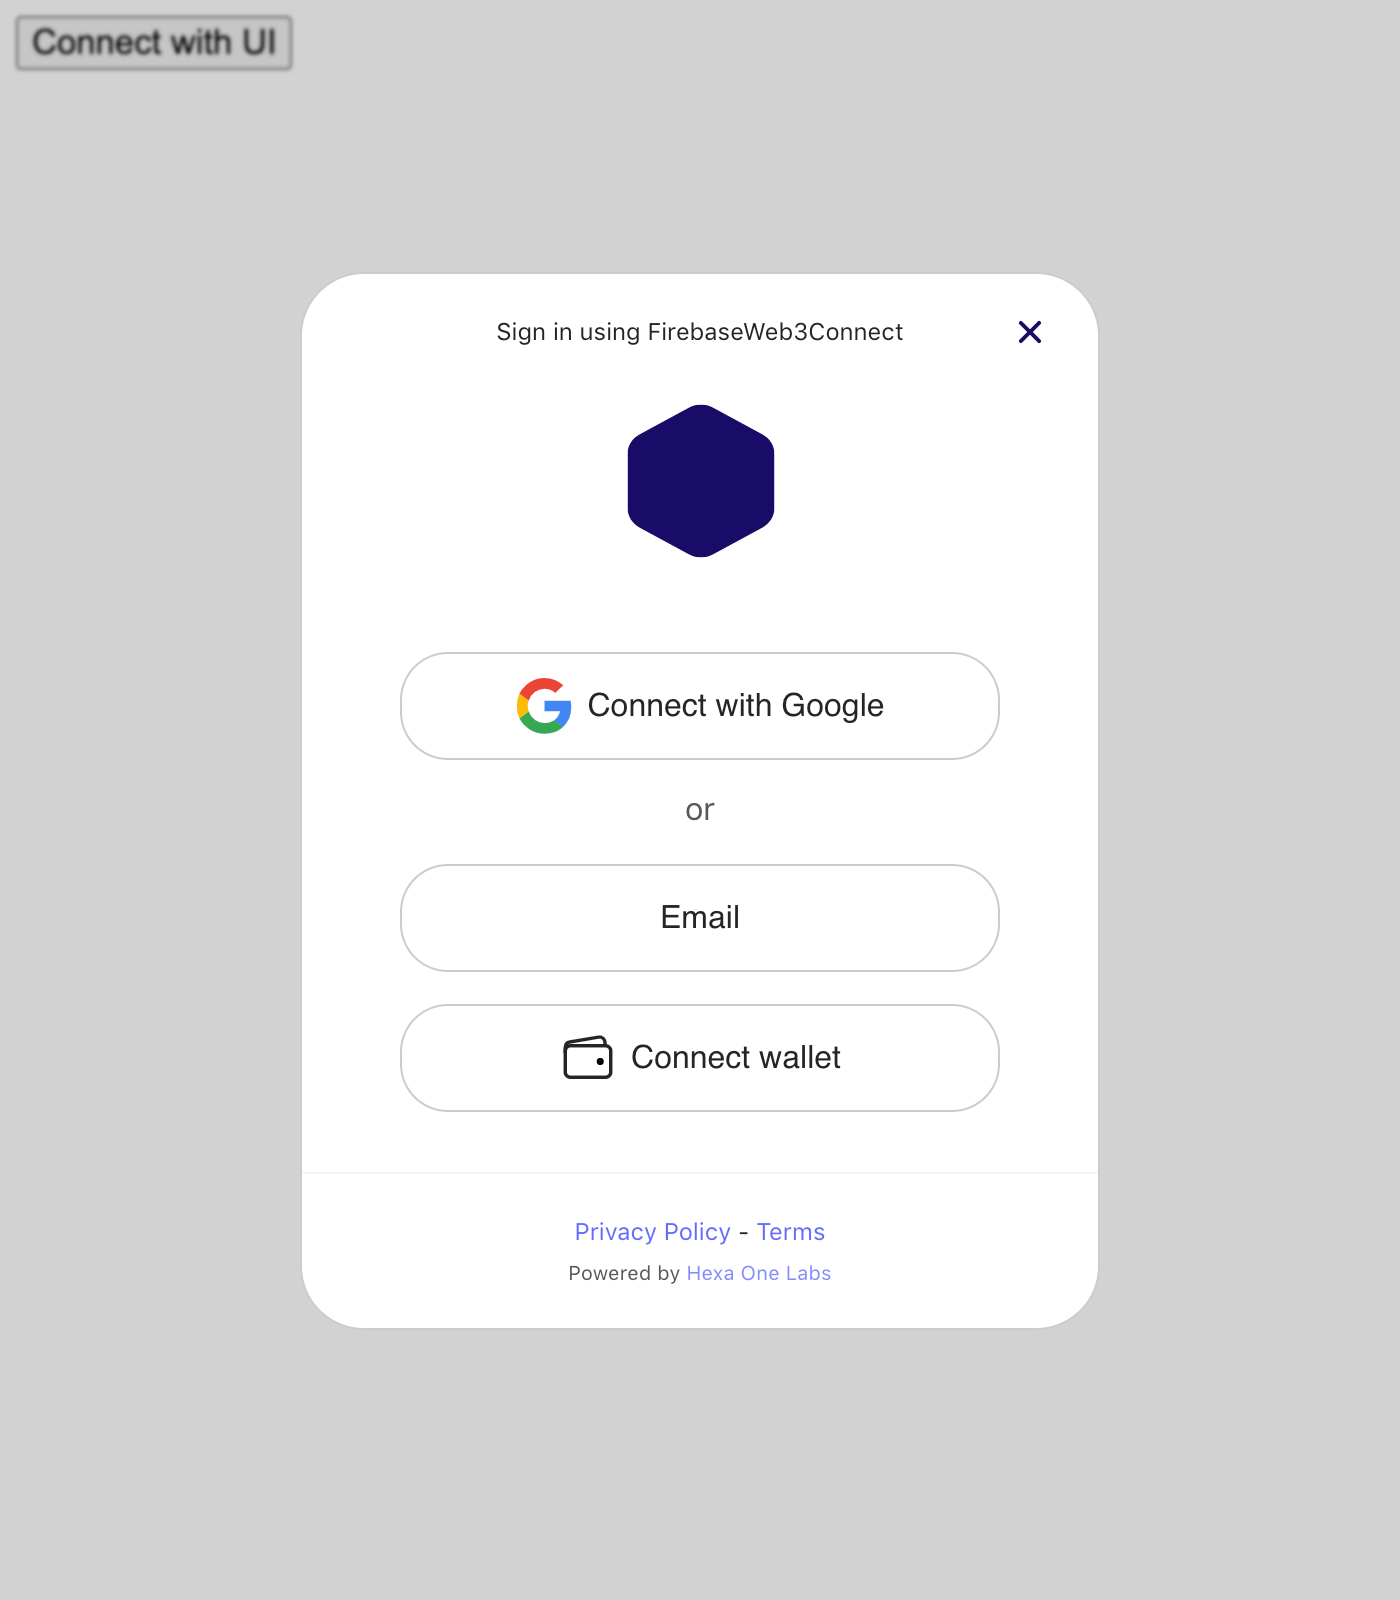 Connect with UI
Sign in using FirebaseWeb3Connect
Connect with Google
or
Email
Connect wallet
Privacy Policy - Terms
Powered by Hexa One Labs